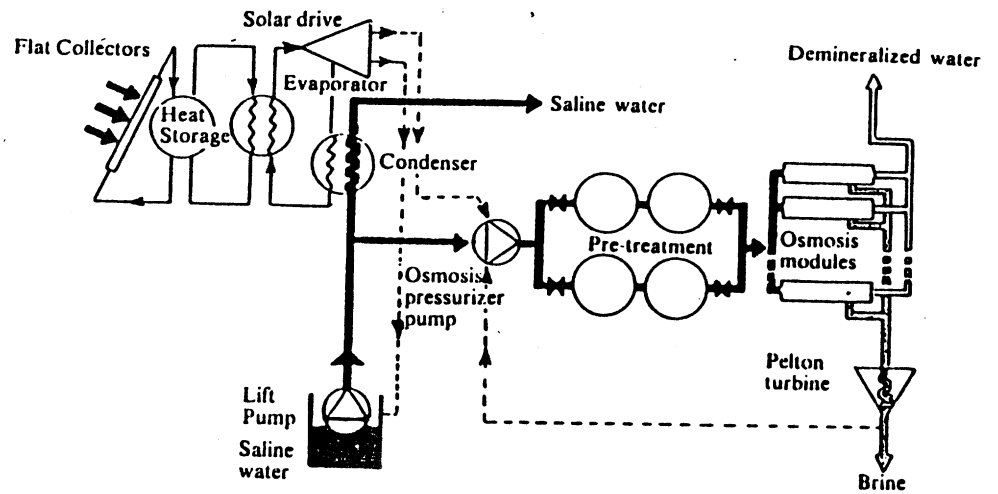 Solar drive
Flat Collectors
Demineralized water
Evaporator
Saline water
Heat
Storage
Condenser
Pre-treatment
Osmosis
modules
Osmosis
pressurizer
pump
Pelton
turbine
Lift
Pump
Saline
water
Brine